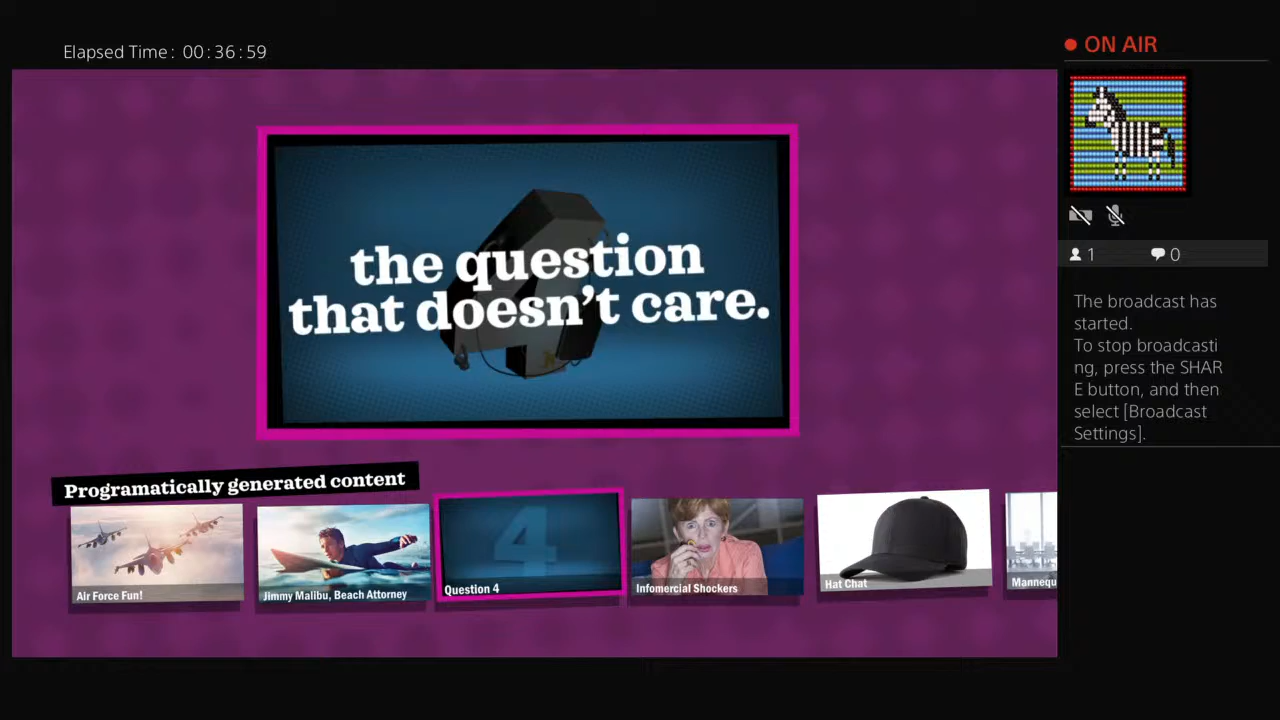 Elapsed Time: 00:36:59
ON AIR
the question
that doesn't care.
1
0
The broadcast has
started.
To stop broadcasti
ng, press the SHAR
E button, and then
select [Broadcast
Settings].
Programatically generated content
Air Force Fun!
Jimmy Malibu, Beach Attorney
4
Question 4
Infomercial Shockers
Hat Chat
Mannequ